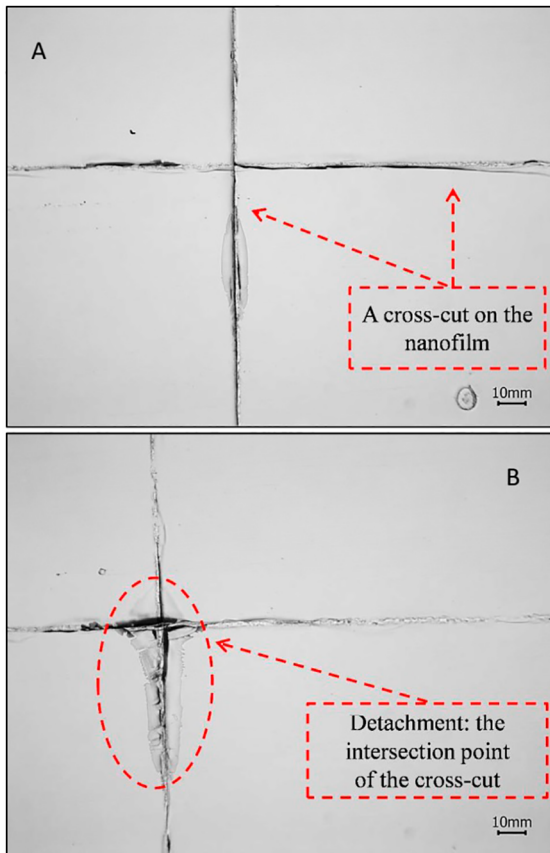 A
A cross-cut on the
nanofilm
10mm
B
Detachment: the
intersection point
of the cross-cut
10mm